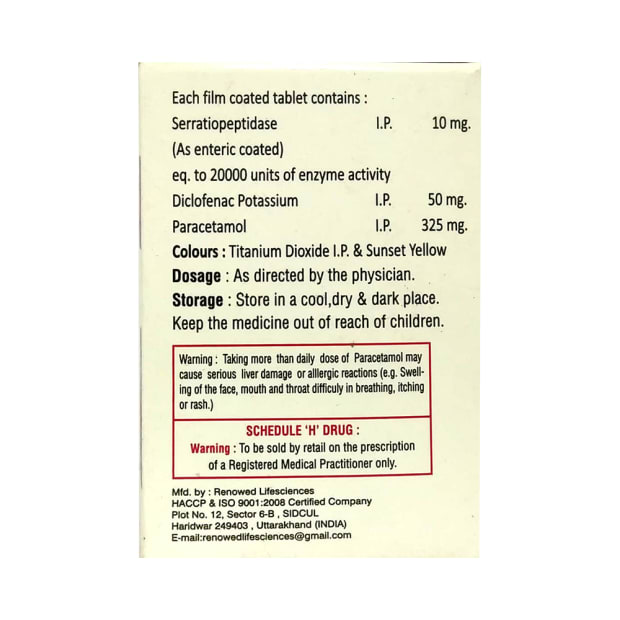 Each film coated tablet contains :
Serratiopeptidase I.P. 10 mg.
(As enteric coated)
eq. to 20000 units of enzyme activity
Diclofenac Potassium I.P. 50 mg.
Paracetamol I.P. 325 mg.
Colours : Titanium Dioxide I.P. & Sunset Yellow
Dosage : As directed by the physician.
Storage : Store in a cool,dry & dark place.
Keep the medicine out of reach of children.
Warning : Taking more than daily dose of Paracetamol may
cause serious liver damage or alllergic reactions (e.g. Swell-
ing of the face, mouth and throat difficuly in breathing, itching
or rash.)
SCHEDULE 'H' DRUG :
Warning : To be sold by retail on the prescription
of a Registered Medical Practitioner only.
Mfd. by : Renowed Lifesciences
HACCP & ISO 9001:2008 Certified Company
Plot No. 12, Sector 6-B , SIDCUL
Haridwar 249403 , Uttarakhand (INDIA)
E-mail:renowedlifesciences@gmail.com